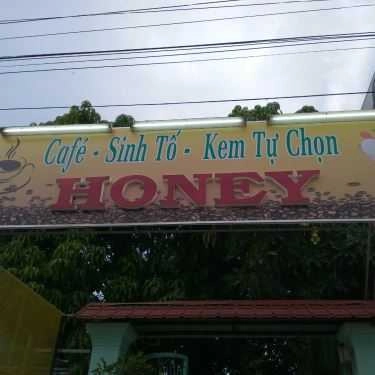 Café - Sinh Tố - Kem Tự Chọn
HONEY